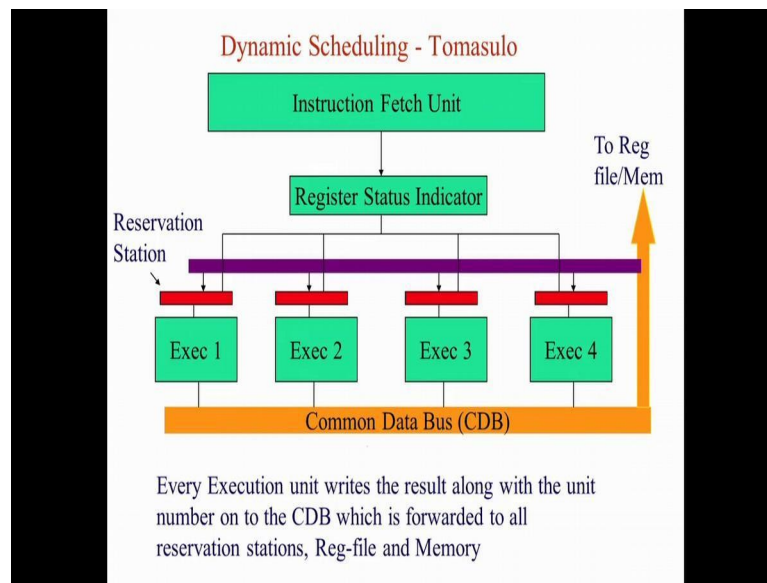 Dynamic Scheduling - Tomasulo
Instruction Fetch Unit
To Reg
file/Mem
Register Status Indicator
Reservation
Station
Exec 1
Exec 2
Exec 3
Exec 4
Common Data Bus (CDB)
Every Execution unit writes the result along with the unit
number on to the CDB which is forwarded to all
reservation stations, Reg-file and Memory